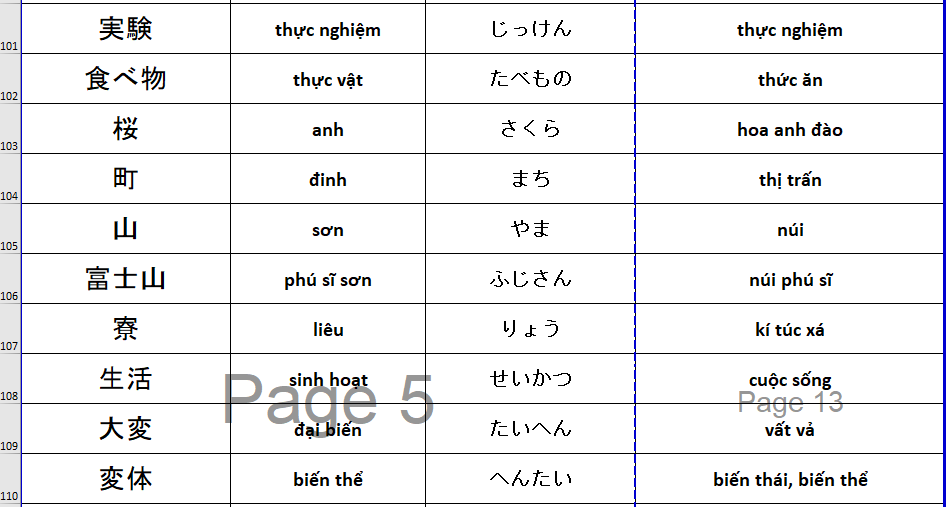 101 実験 thực nghiệm じっけん thực nghiệm
102 食べ物 thực vật たべもの thức ăn
103 桜 anh さくら hoa anh đào
104 町 đinh まち thị trấn
105 山 sơn やま núi
106 富士山 phú sĩ sơn ふじさん núi phú sĩ
107 寮 liêu りょう kí túc xá
108 生活 sinh hoạt せいかつ cuộc sống
Page 5 Page 13
109 大変 đại biến たいへん vất vả
110 変体 biến thể へんたい biến thái, biến thể